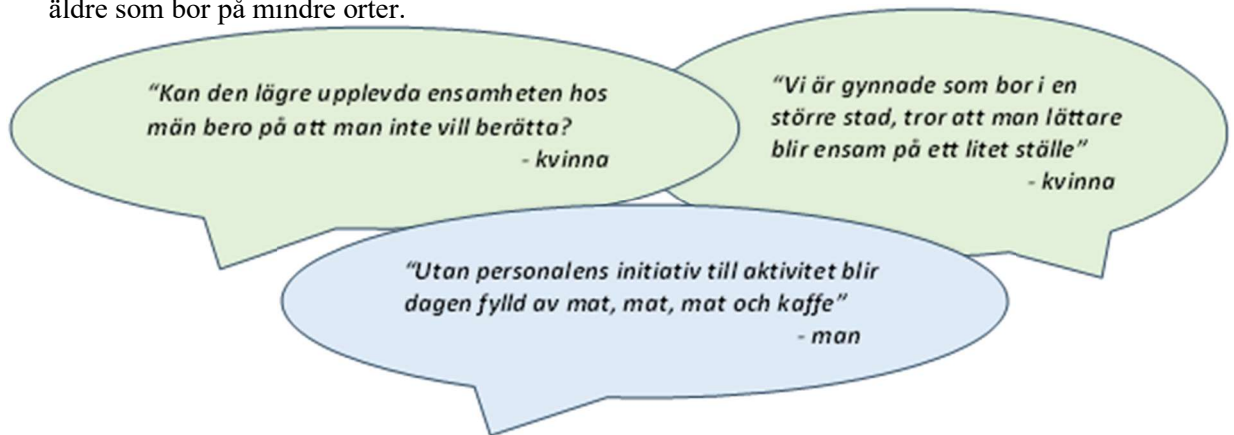 äldre som bor på mindre orter.
“Kan den lägre upplevda ensamheten hos
män bero på att man inte vill berätta?
- kvinna
“Vi är gynnade som bor i en
större stad, tror att man lättare
blir ensam på ett litet ställe”
- kvinna
“Utan personalens initiativ till aktivitet blir
dagen fylld av mat, mat, mat och kaffe”
- man